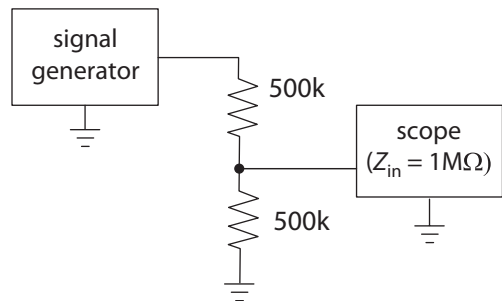 signal
generator
500k
scope
(Zin = 1MΩ)
500k